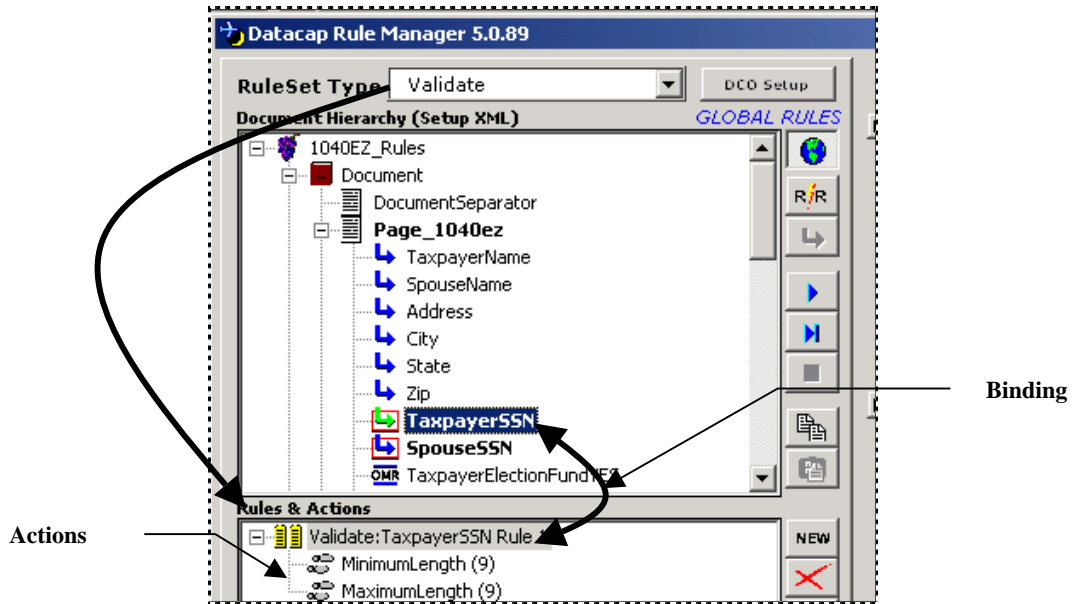 Datacap Rule Manager 5.0.89
RuleSet Type Validate DCO Setup
Document Hierarchy (Setup XML) GLOBAL RULES
1040EZ_Rules
Document
DocumentSeparator
R/R
Page_1040ez
TaxpayerName
SpouseName
Address
City
State
Zip
Binding
TaxpayerSSN
SpouseSSN
OMR TaxpayerElectionFundYES
Rules & Actions
Actions
Validate:TaxpayerSSN Rule 1
NEW
MinimumLength (9)
MaximumLength (9)